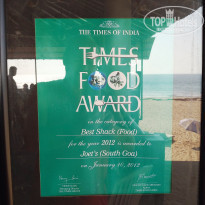 TOPHOTELS
THE TIMES OF INDIA
TIMES
FOOD
AWARD
in the category of
Best Shack (Food)
for the year 2012 is awarded to
Joet's (South Goa)
on January 10, 2012